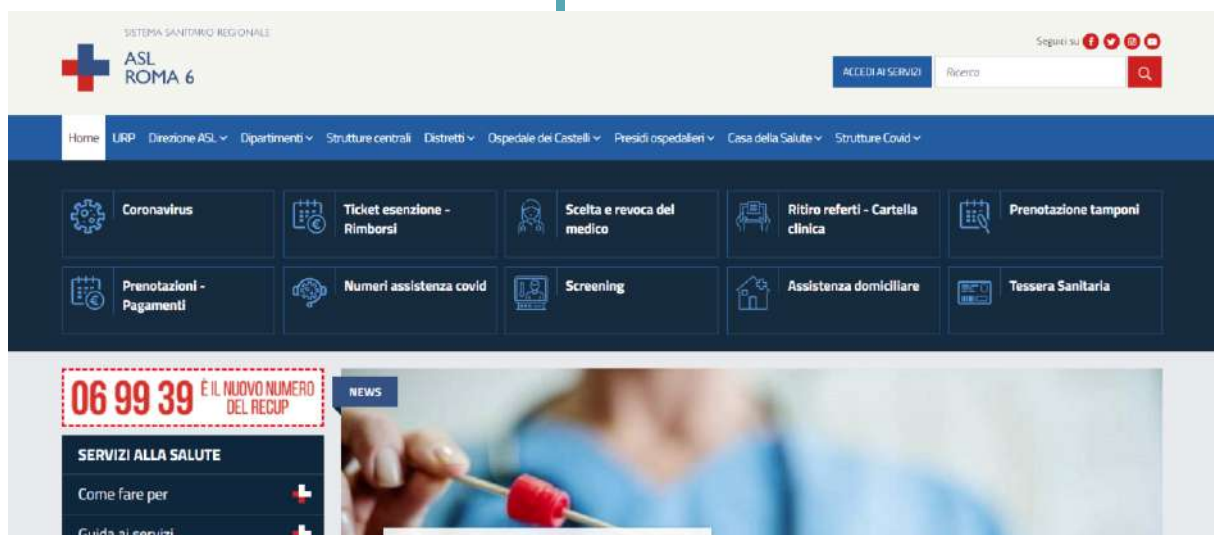 SISTEMA SANITARIO REGIONALE
ASL
ROMA 6
Seguici su
ACCEDI AI SERVIZI
Ricerca
Home URP Direzione ASL Dipartimenti Strutture centrali Distretti Ospedale dei Castelli Presidi ospedalieri Casa della Salute Strutture Covid
Coronavirus
Ticket esenzione -
Rimborsi
Scelta e revoca del
medico
Ritiro referti - Cartella
clinica
Prenotazione tamponi
Prenotazioni -
Pagamenti
Numeri assistenza covid
Screening
Assistenza domiciliare
Tessera Sanitaria
06 99 39 È IL NUOVO NUMERO
DEL RECUP
NEWS
SERVIZI ALLA SALUTE
Come fare per
Guida ai servizi